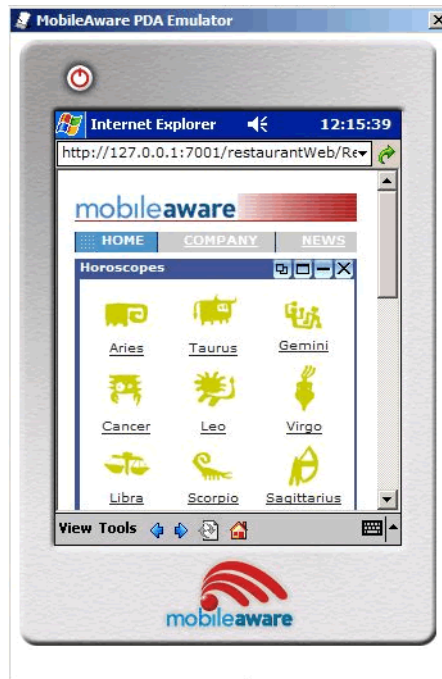 MobileAware PDA Emulator
Internet Explorer 12:15:39
http://127.0.0.1:7001/restaurantWeb/Re
mobileaware
HOME COMPANY NEWS
Horoscopes
Aries Taurus Gemini
Cancer Leo Virgo
Libra Scorpio Sagittarius
View Tools
mobileaware